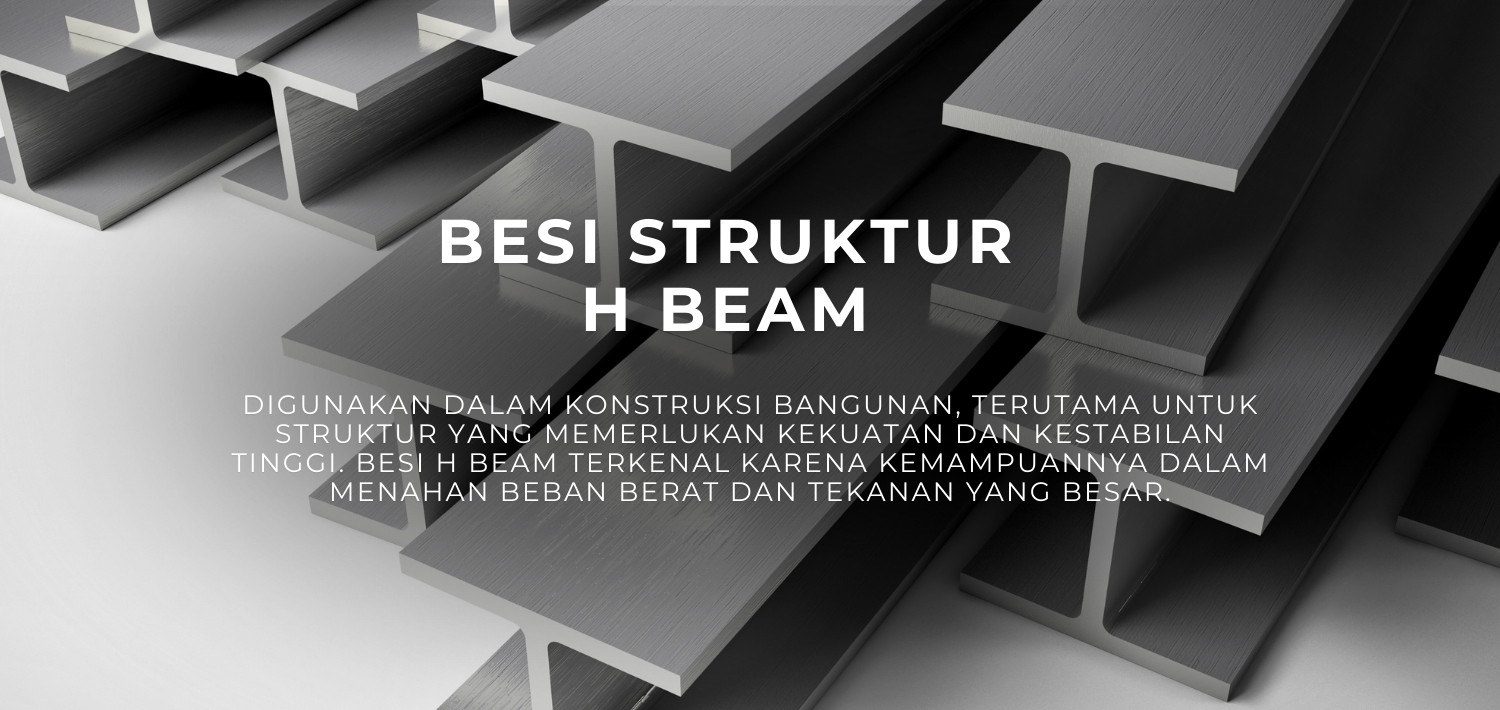 BESI STRUKTUR
H BEAM
DIGUNAKAN DALAM KONSTRUKSI BANGUNAN, TERUTAMA UNTUK
STRUKTUR YANG MEMERLUKAN KEKUATAN DAN KESTABILAN
TINGGI. BESI H BEAM TERKENAL KARENA KEMAMPUANNYA DALAM
MENAHAN BEBAN BERAT DAN TEKANAN YANG BESAR.